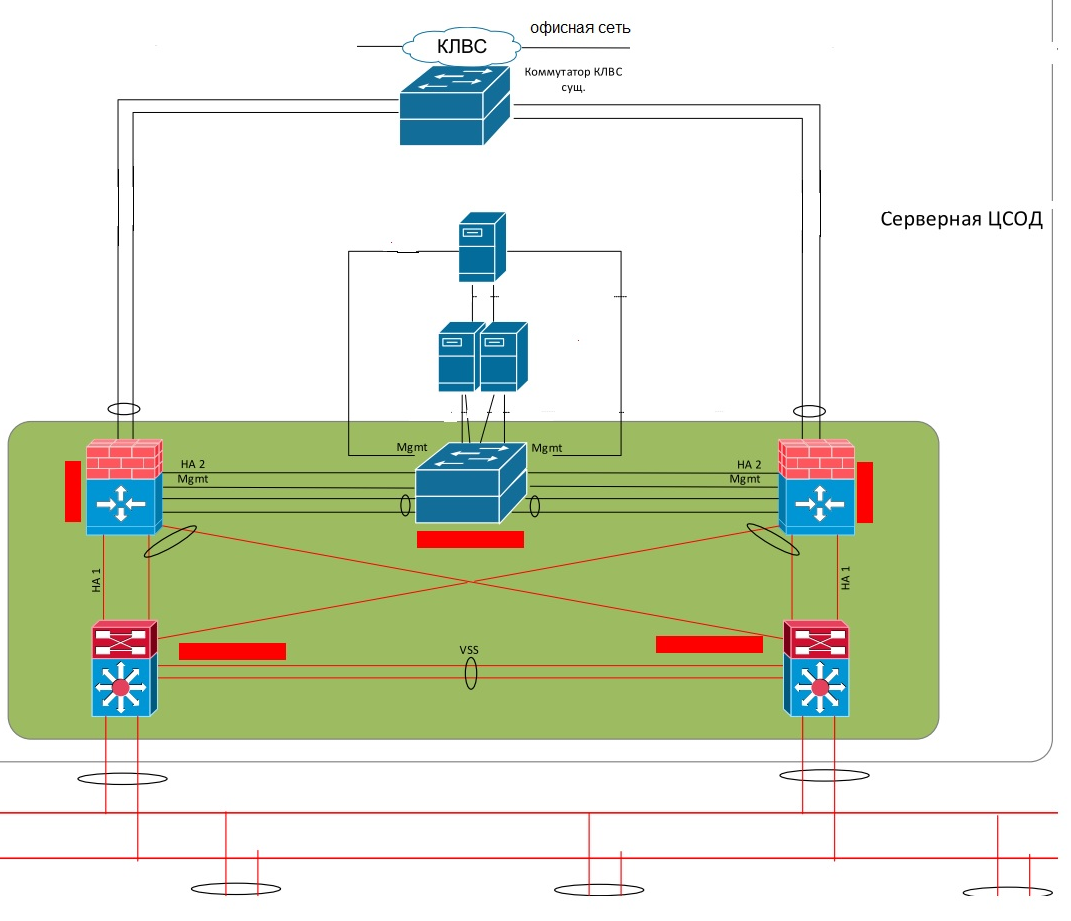 офисная сеть
КЛВС
Коммутатор КЛВС
сущ.
Серверная ЦСОД
Mgmt
Mgmt
HA 2
Mgmt
HA 2
Mgmt
HA 1
HA 1
VSS